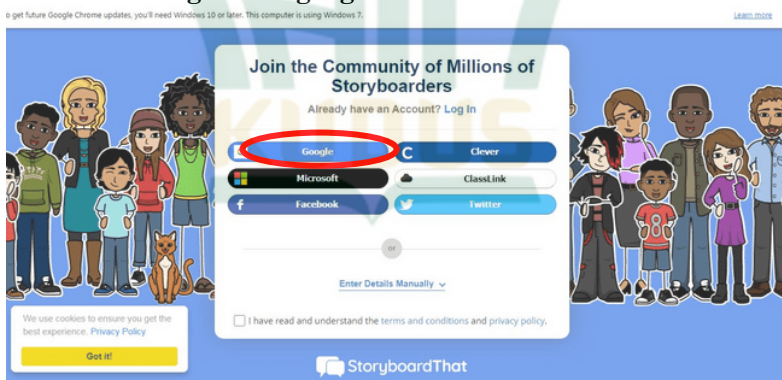 o get future Google Chrome updates, you'll need Windows 10 or later. This computer is using Windows 7.
Learn more
Join the Community of Millions of
Storyboarders
Already have an Account? Log In
Google
C Clever
Microsoft
ClassLink
f Facebook
Twitter
or
Enter Details Manually
We use cookies to ensure you get the
best experience. Privacy Policy
Got it!
I have read and understand the terms and conditions and privacy policy.
StoryboardThat